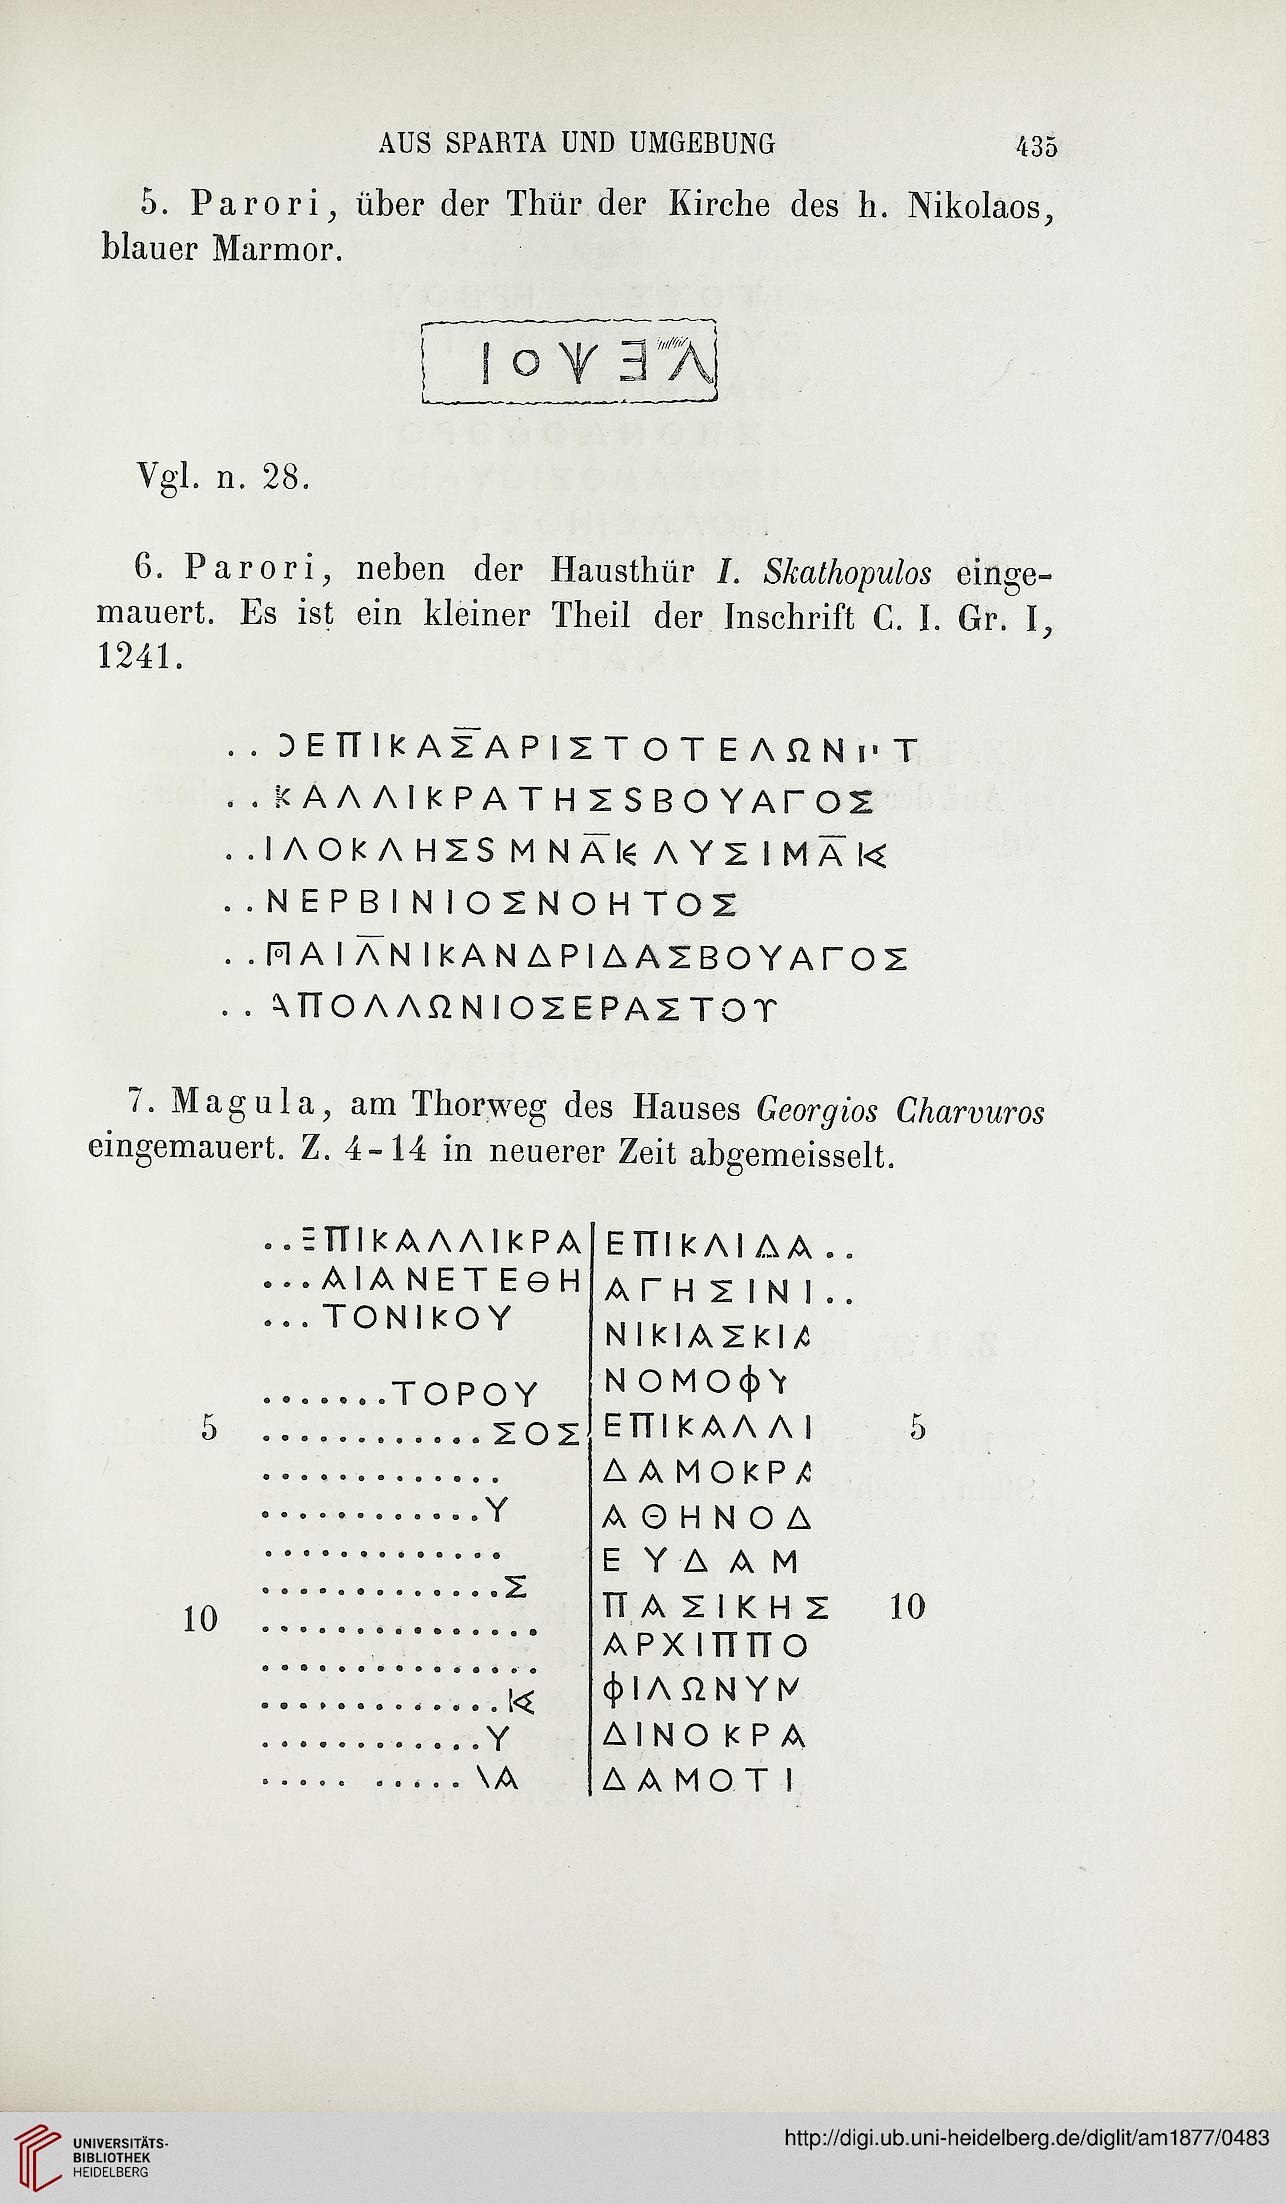 AUS SPARTA UND UMGEBUNG 435
5. Parori, über der Thür der Kirche des h. Nikolaos,
blauer Marmor.
Vgl. n. 28.
6. Parori, neben der Hausthür I. Skathopulos einge-
mauert. Es ist ein kleiner Theil der Inschrift C. I. Gr. I,
1241.
. . ϽΕΠΙΚΑΣΑΡΙΣΤΟΤΕΛΩΝΙ'Τ
. . ΚΑΛΛΙΚΡΑΤΗΣSΒΟΥΑΓΟΣ
. . ΙΛΟΚΛΗΣSΜΝΑΚΛΥΣΙΜΑΚ
. . ΝΕΡΒΙΝΙΟΣΝΟΗΤΟΣ
. . ΠΑΙΛΝΙΚΑΝΔΡΙΔΑΣΒΟΥΑΓΟΣ
. . ΑΠΟΛΛΩΝΙΟΣΕΡΑΣΤΟΥ
7. Magula, am Thorweg des Hauses Georgios Charvuros
eingemauert. Z. 4-14 in neuerer Zeit abgemeisselt.
. . ΞΠΙΚΑΛΛΙΚΡΑ
. . . ΑΙΑΝΕΤΕΘΗ
. . . ΤΟΝΙΚΟΥ
. . . . . . . ΤΟΡΟΥ
5 . . . . . . . . . . . . ΣΟΣ
. . . . . . . . . . . . .
. . . . . . . . . . . . Υ
. . . . . . . . . . . . .
. . . . . . . . . . . . . Σ
10 . . . . . . . . . . . . . . .
. . . . . . . . . . . . . . .
. . . . . . . . . . . . . Κ
. . . . . . . . . . . . Υ
. . . . . . . . . . \Α
ΕΠΙΚΛΙΔΑ . .
ΑΓΗΣΙΝΙ . .
ΝΙΚΙΑΣΚΙΑ
ΝΟΜΟΦΥ
ΕΠΙΚΑΛΛΙ 5
ΔΑΜΟΚΡΑ
ΑΘΗΝΟΔ
ΕΥΔΑΜ
ΠΑΣΙΚΗΣ 10
ΑΡΧΙΠΠΟ
ΦΙΛΩΝΥΜ
ΔΙΝΟΚΡΑ
ΔΑΜΟΤΙ
UNIVERSITÄTS-
BIBLIOTHEK
HEIDELBERG
http://digi.ub.uni-heidelberg.de/diglit/am1877/0483